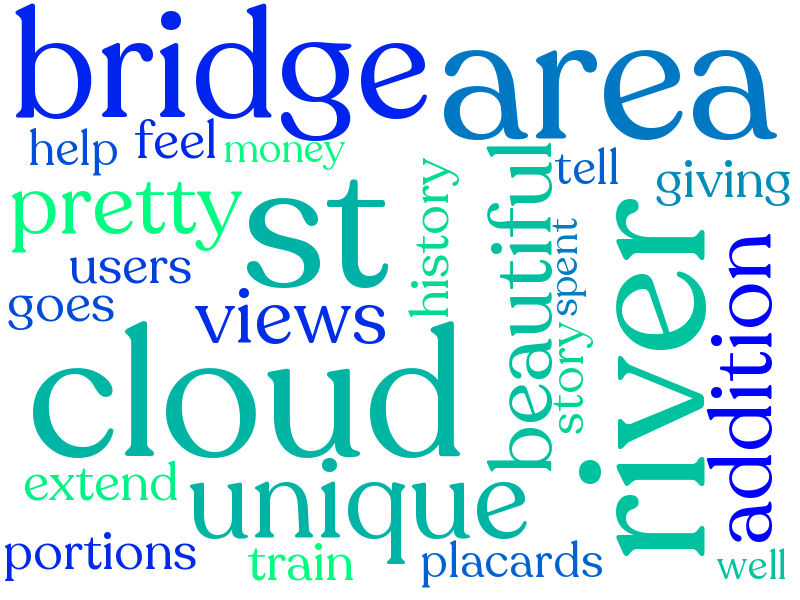 bridge
area
help
feel
money
tell
giving
pretty
st
history
beautiful
spent
users
goes
views
story
river
addition
cloud
extend
unique
portions
train
placards
well